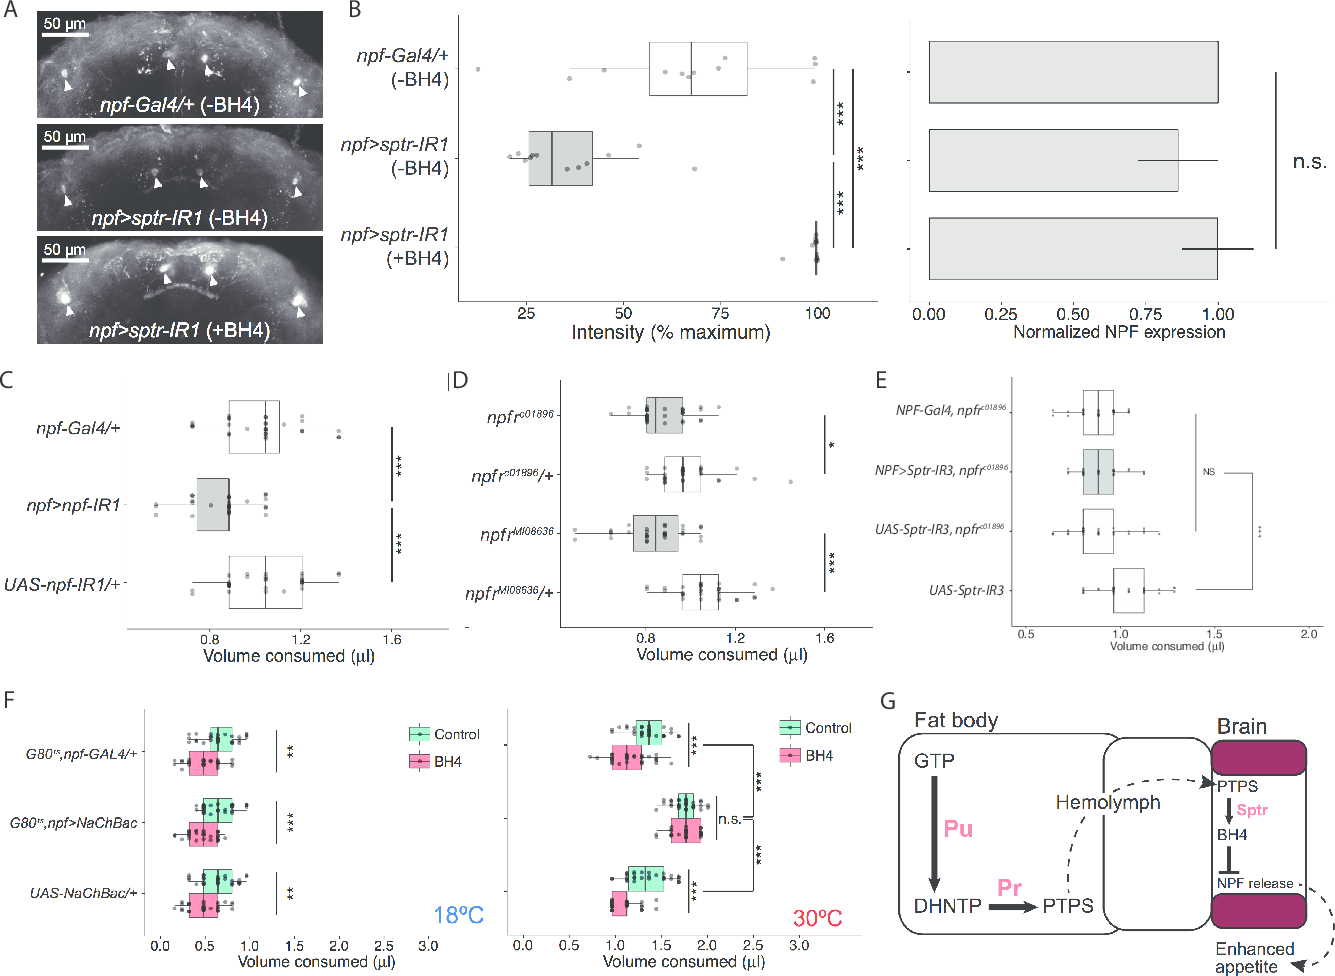 A
50 µm
npf-Gal4/+ (-BH4)
50 µm
npf>sptr-IR1 (-BH4)
50 µm
npf>sptr-IR1 (+BH4)
B
npf-Gal4/+
(-BH4)
npf>sptr-IR1
(-BH4)
npf>sptr-IR1
(+BH4)
***
***
***
25 50 75 100
Intensity (% maximum)
n.s.
0.00 0.25 0.50 0.75 1.00
Normalized NPF expression
C
npf-Gal4/+
npf>npf-IR1
UAS-npf-IR1/+
***
***
0.8 1.2 1.6
Volume consumed (µl)
D
npfr^c01896
npfr^c01896/+
npfr^MI08636
npfr^MI08636/+
*
***
0.8 1.2 1.6
Volume consumed (µl)
E
NPF-Gal4, npfr^c01896
NPF>Sptr-IR3, npfr^c01896
UAS-Sptr-IR3, npfr^c01896
UAS-Sptr-IR3
NS
***
0.5 1.0 1.5 2.0
Volume consumed (µl)
F
G80^ts,npf-GAL4/+
G80^ts,npf>NaChBac
UAS-NaChBac/+
**
***
**
Control
BH4
18ºC
0.0 0.5 1.0 1.5 2.0 2.5 3.0
Volume consumed (µl)
***
n.s.
***
***
***
Control
BH4
30ºC
0.0 0.5 1.0 1.5 2.0 2.5 3.0
Volume consumed (µl)
G
Fat body
GTP
Pu
DHNTP
Pr
PTPS
Hemolymph
Brain
PTPS
Sptr
BH4
NPF release
Enhanced
appetite